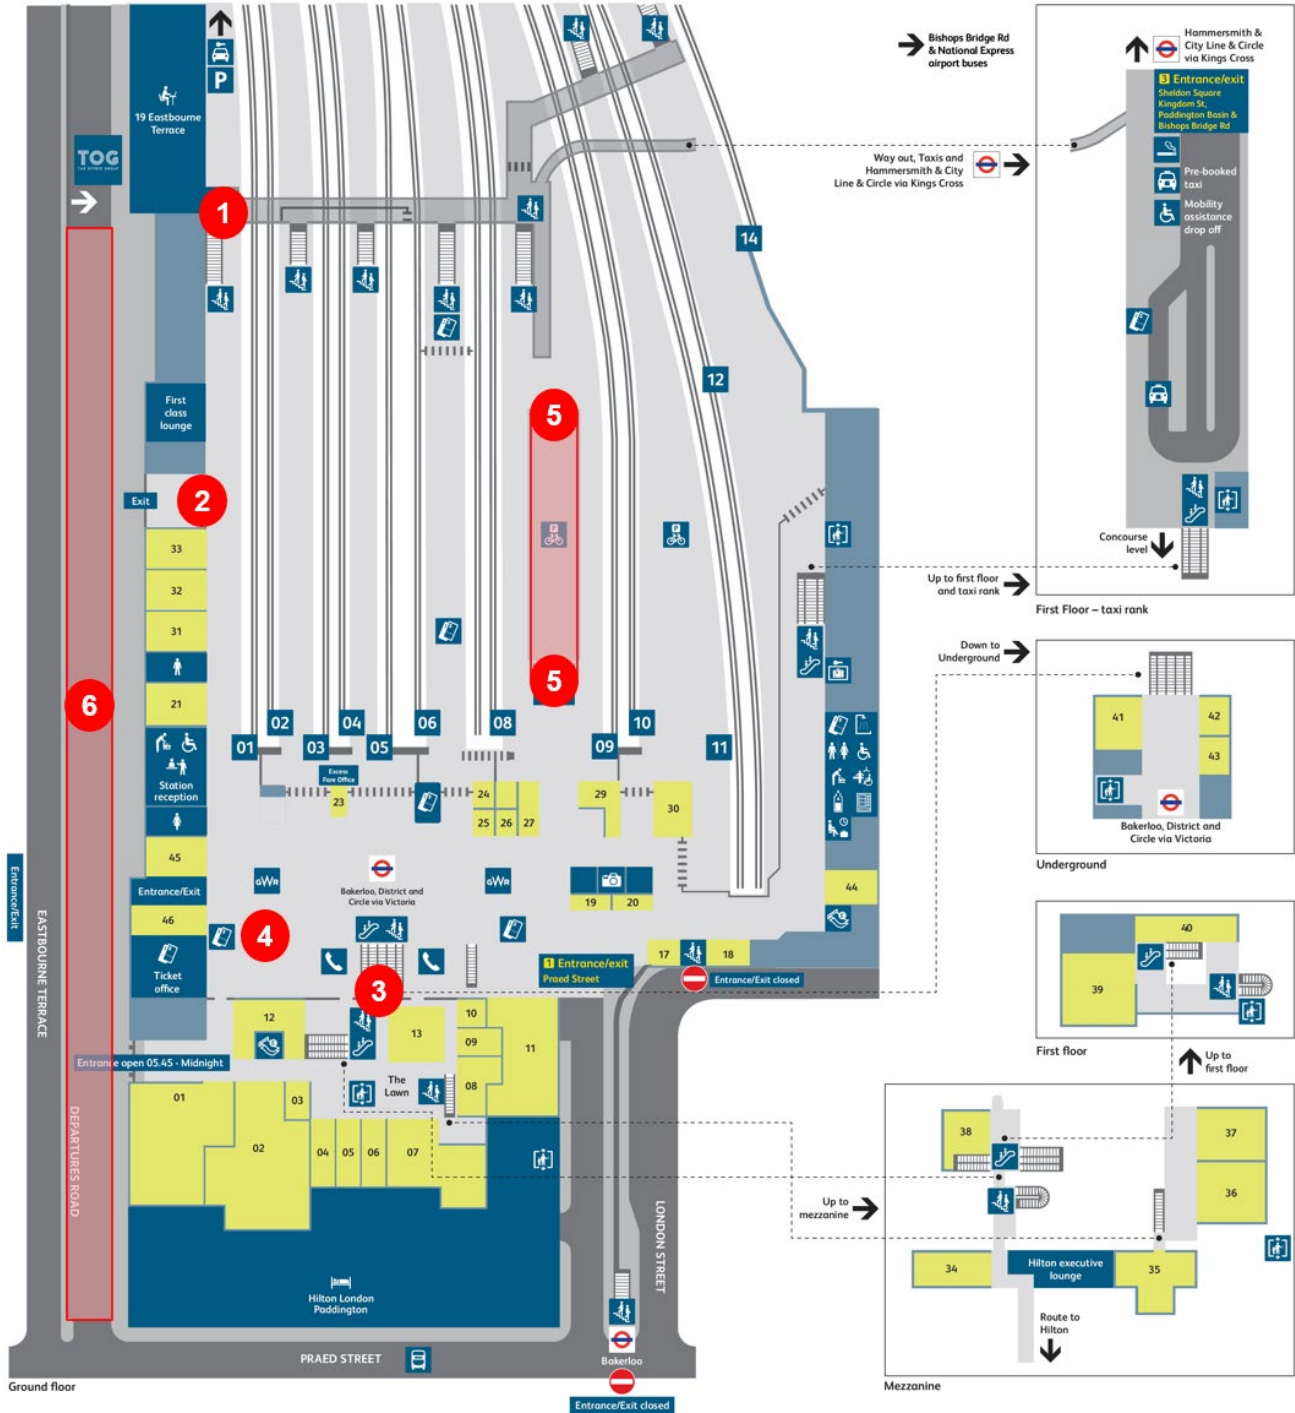 P
19 Eastbourne
Terrace
TOG
THE OFFICE GROUP
1
First
class
lounge
Exit
2
33
32
31
21
Station
reception
45
Entrance/Exit
46
Ticket
office
4
6
Entrance/Exit
EASTBOURNE TERRACE
DEPARTURES ROAD
14
12
5
P
P
5
02
04
06
08
10
01
03
05
09
11
Excess
Fare Office
23
24
25
26
27
29
30
GWR
GWR
Bakerloo, District and
Circle via Victoria
19
20
44
17
18
1 Entrance/exit
Praed Street
Entrance/Exit closed
3
12
13
10
09
08
11
Entrance open 05.45 - Midnight
The
Lawn
01
02
03
04
05
06
07
Hilton London
Paddington
LONDON STREET
PRAED STREET
Bakerloo
Entrance/Exit closed
Ground floor
Bishops Bridge Rd
& National Express
airport buses
Way out, Taxis and
Hammersmith & City
Line & Circle via Kings Cross
Hammersmith &
City Line & Circle
via Kings Cross
3 Entrance/exit
Sheldon Square
Kingdom St,
Paddington Basin &
Bishops Bridge Rd
Pre-booked
taxi
Mobility
assistance
drop off
Concourse
level
Up to first floor
and taxi rank
First Floor – taxi rank
Down to
Underground
41
42
43
Bakerloo, District and
Circle via Victoria
Underground
40
39
First floor
Up to
first floor
38
37
36
Up to
mezzanine
34
Hilton executive
lounge
35
Route to
Hilton
Mezzanine